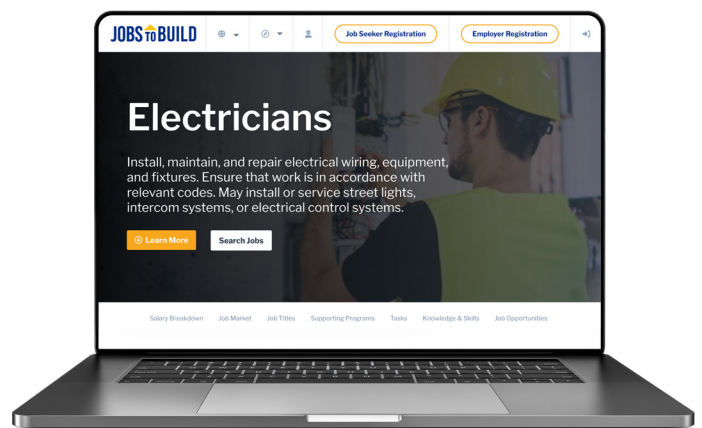 JOBS TO BUILD
Job Seeker Registration
Employer Registration
Electricians
Install, maintain, and repair electrical wiring, equipment,
and fixtures. Ensure that work is in accordance with
relevant codes. May install or service street lights,
intercom systems, or electrical control systems.
Learn More
Search Jobs
Salary Breakdown
Job Market
Job Titles
Supporting Programs
Tasks
Knowledge & Skills
Job Opportunities